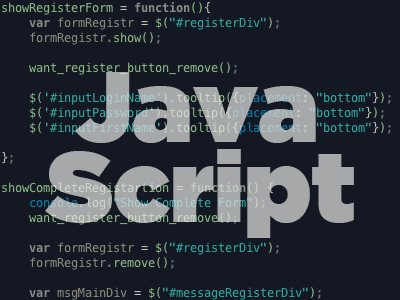 showRegisterForm = function(){
var formRegistr = $("#registerDiv");
formRegistr.show();
want_register_button_remove();
$('#inputLoginName').tooltip({placement: "bottom"});
$('#inputPassword').tooltip({placement: "bottom"});
$('#inputFirstName').tooltip({placement: "bottom"});
};
Java
Script
showCompleteRegistartion = function() {
console.log("Show Complete Form");
want_register_button_remove();
var formRegistr = $("#registerDiv");
formRegistr.remove();
var msgMainDiv = $("#messageRegisterDiv");